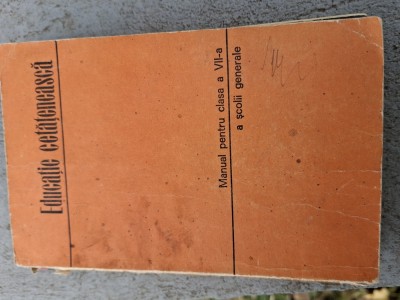 Educație cetățenească
Manual pentru clasa a VII-a
a școlii generale